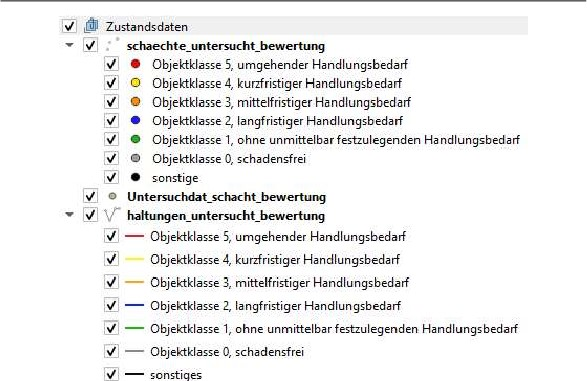 Zustandsdaten
schaechte_untersucht_bewertung
Objektklasse 5, umgehender Handlungsbedarf
Objektklasse 4, kurzfristiger Handlungsbedarf
Objektklasse 3, mittelfristiger Handlungsbedarf
Objektklasse 2, langfristiger Handlungsbedarf
Objektklasse 1, ohne unmittelbar festzulegenden Handlungsbedarf
Objektklasse 0, schadensfrei
sonstige
Untersuchdat_schacht_bewertung
haltungen_untersucht_bewertung
Objektklasse 5, umgehender Handlungsbedarf
Objektklasse 4, kurzfristiger Handlungsbedarf
Objektklasse 3, mittelfristiger Handlungsbedarf
Objektklasse 2, langfristiger Handlungsbedarf
Objektklasse 1, ohne unmittelbar festzulegenden Handlungsbedarf
Objektklasse 0, schadensfrei
sonstiges